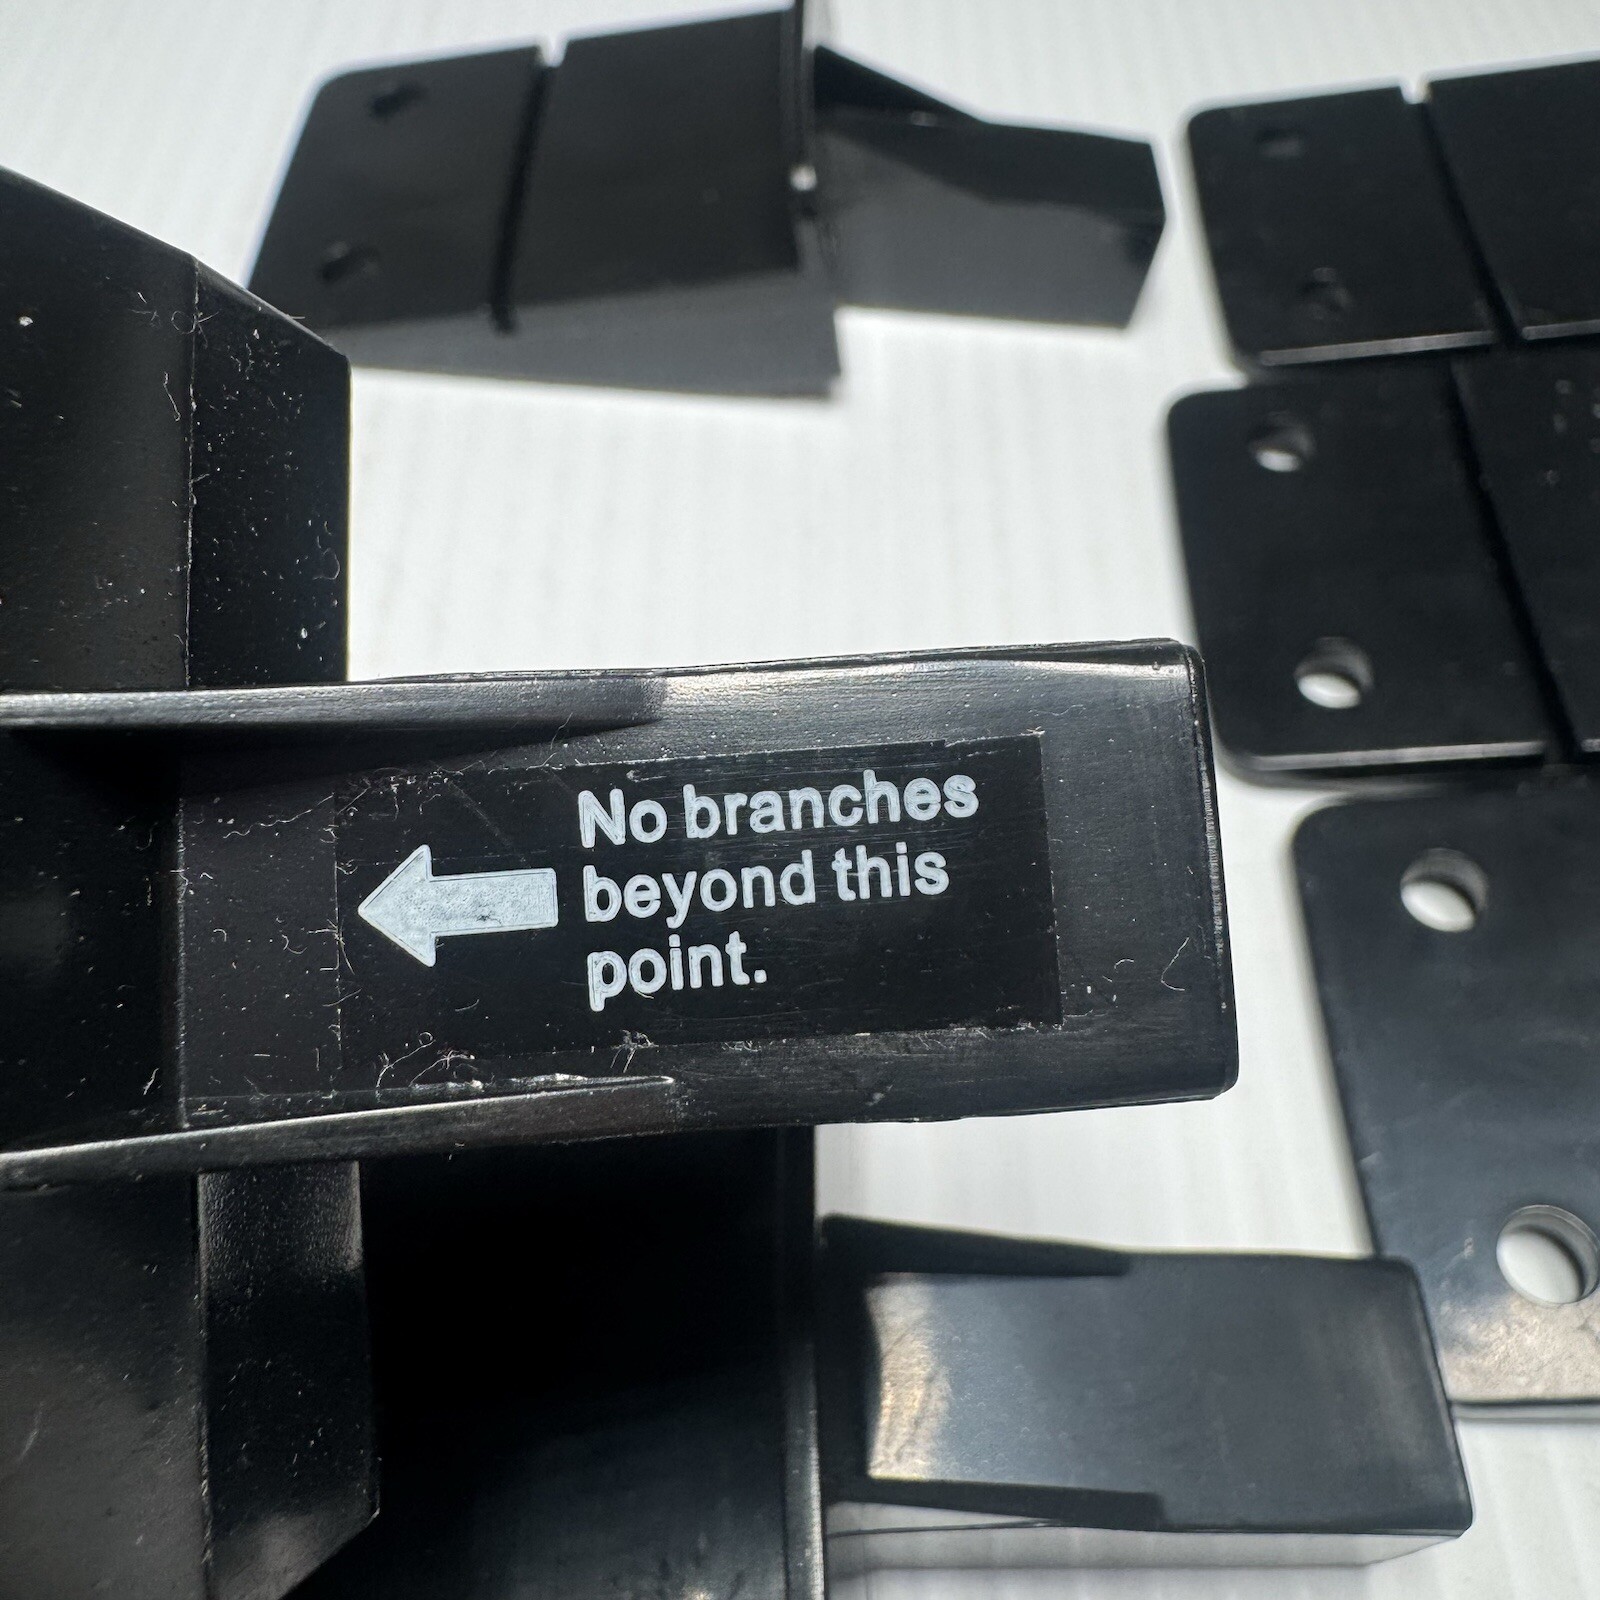 No branches
beyond this
point.